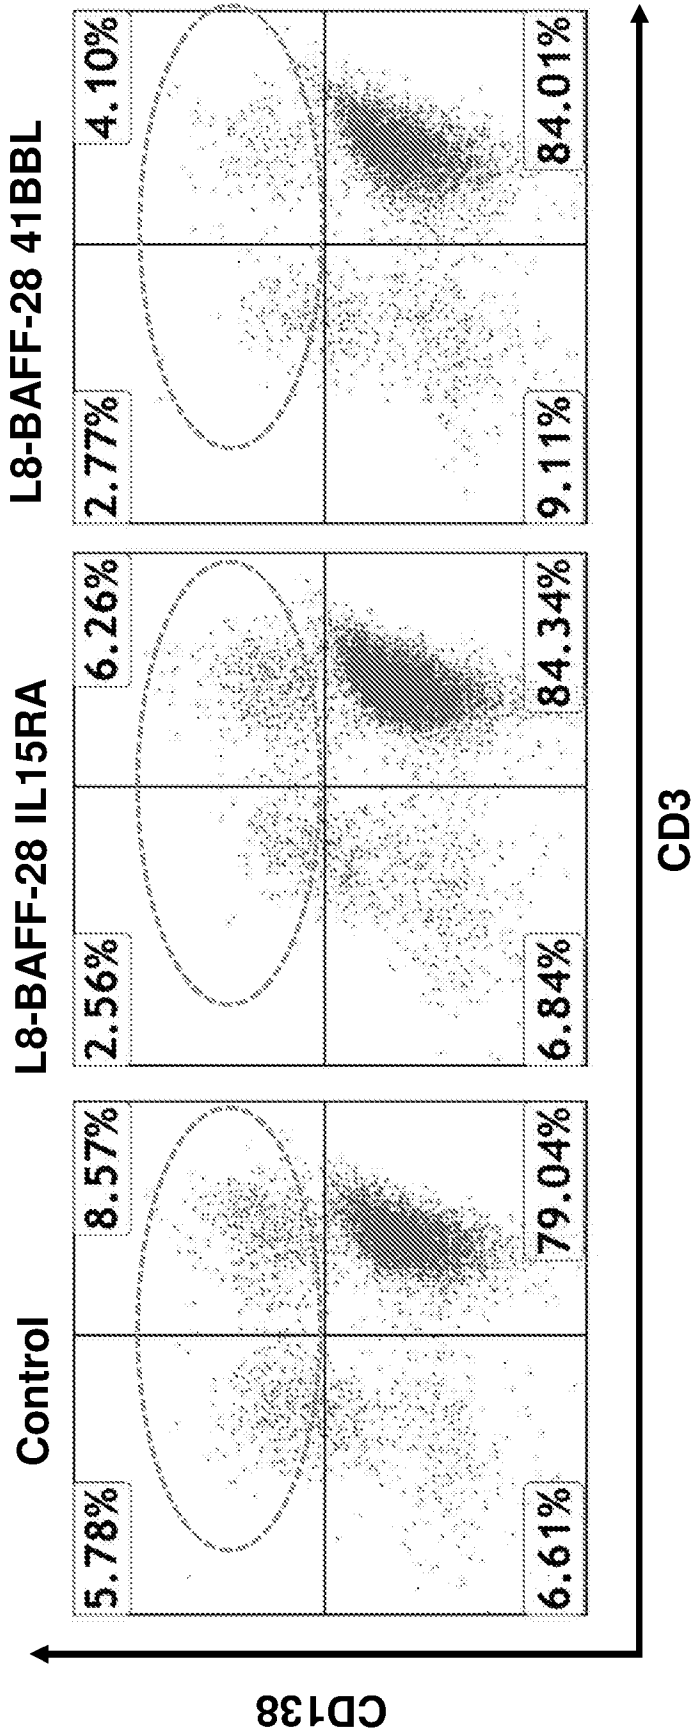 Control
L8-BAFF-28 IL15RA
L8-BAFF-28 41BBL
5.78%
8.57%
2.56%
6.26%
2.77%
4.10%
6.61%
79.04%
6.84%
84.34%
9.11%
84.01%
CD138
CD3